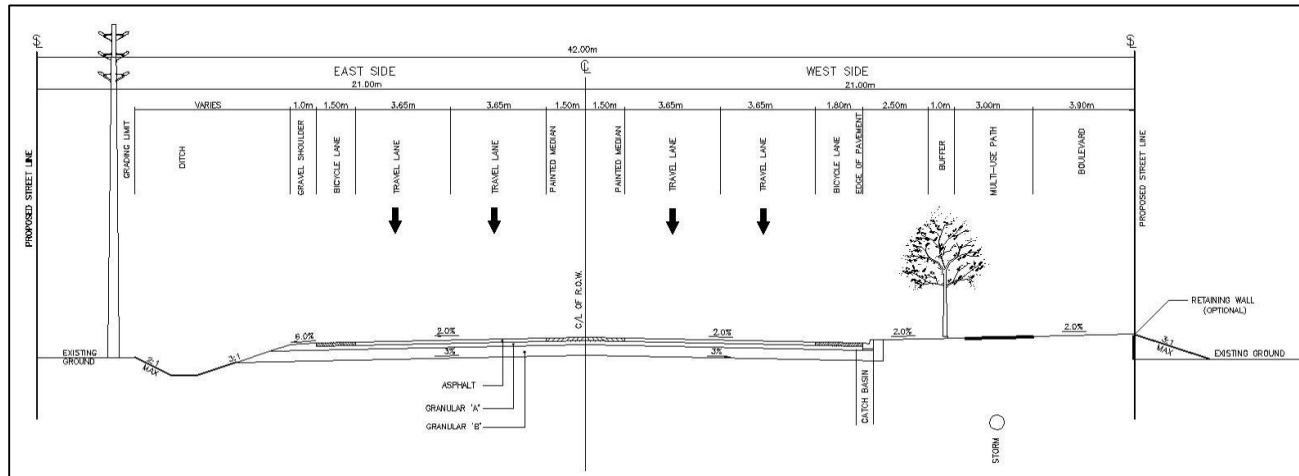 42.00m
EAST SIDE
WEST SIDE
21.00m
21.00m
VARIES
1.0m
1.50m
3.65m
3.65m
1.50m
1.50m
3.65m
3.65m
1.80m
2.50m
1.0m
3.00m
3.90m
PROPOSED STREET LINE
GRADING LIMIT
DITCH
GRAVEL SHOULDER
BICYCLE LANE
TRAVEL LANE
TRAVEL LANE
PAINTED MEDIAN
PAINTED MEDIAN
TRAVEL LANE
TRAVEL LANE
BICYCLE LANE
EDGE OF PAVEMENT
BUFFER
MULTI-USE PATH
BOULEVARD
PROPOSED STREET LINE
C/L OF R.O.W.
RETAINING WALL
(OPTIONAL)
6.0%
2.0%
2.0%
2.0%
2.0%
EXISTING
GROUND
2:1
MAX
3:1
3%
3%
3:1
MAX
EXISTING GROUND
ASPHALT
GRANULAR 'A'
GRANULAR 'B'
CATCH BASIN
STORM